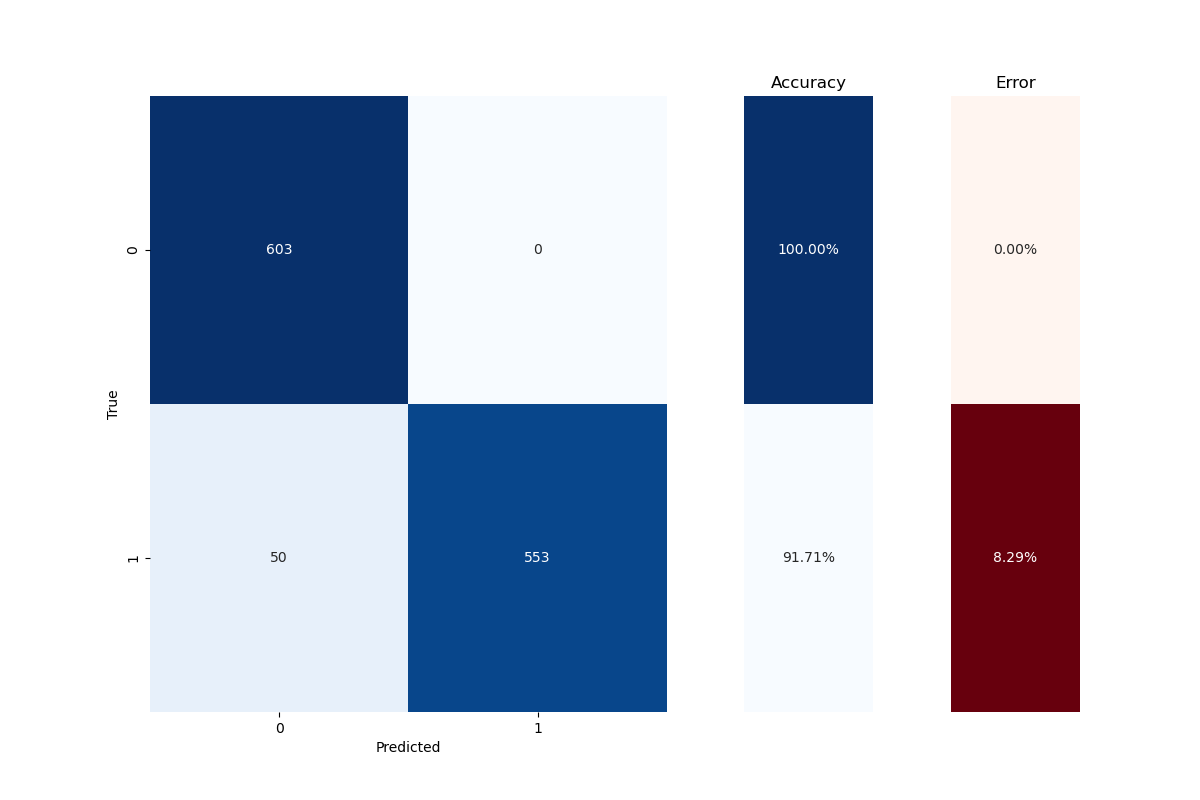 Accuracy Error
0 603 0 100.00% 0.00%
True
1 50 553 91.71% 8.29%
0 1
Predicted